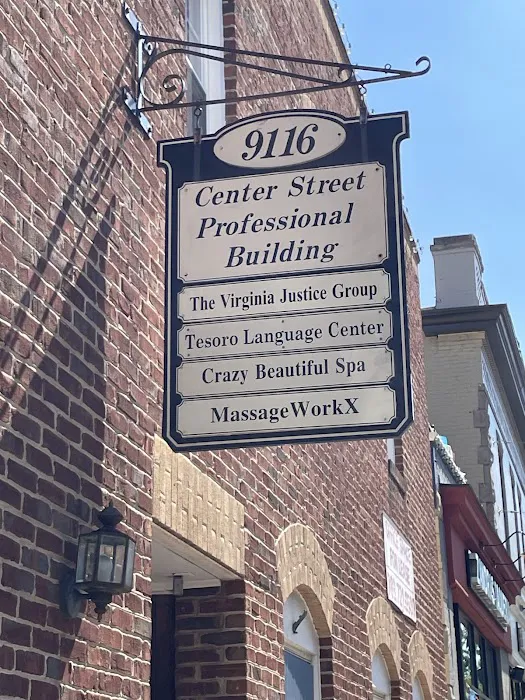 9116
Center Street
Professional
Building
The Virginia Justice Group
Tesoro Language Center
Crazy Beautiful Spa
MassageWorkX